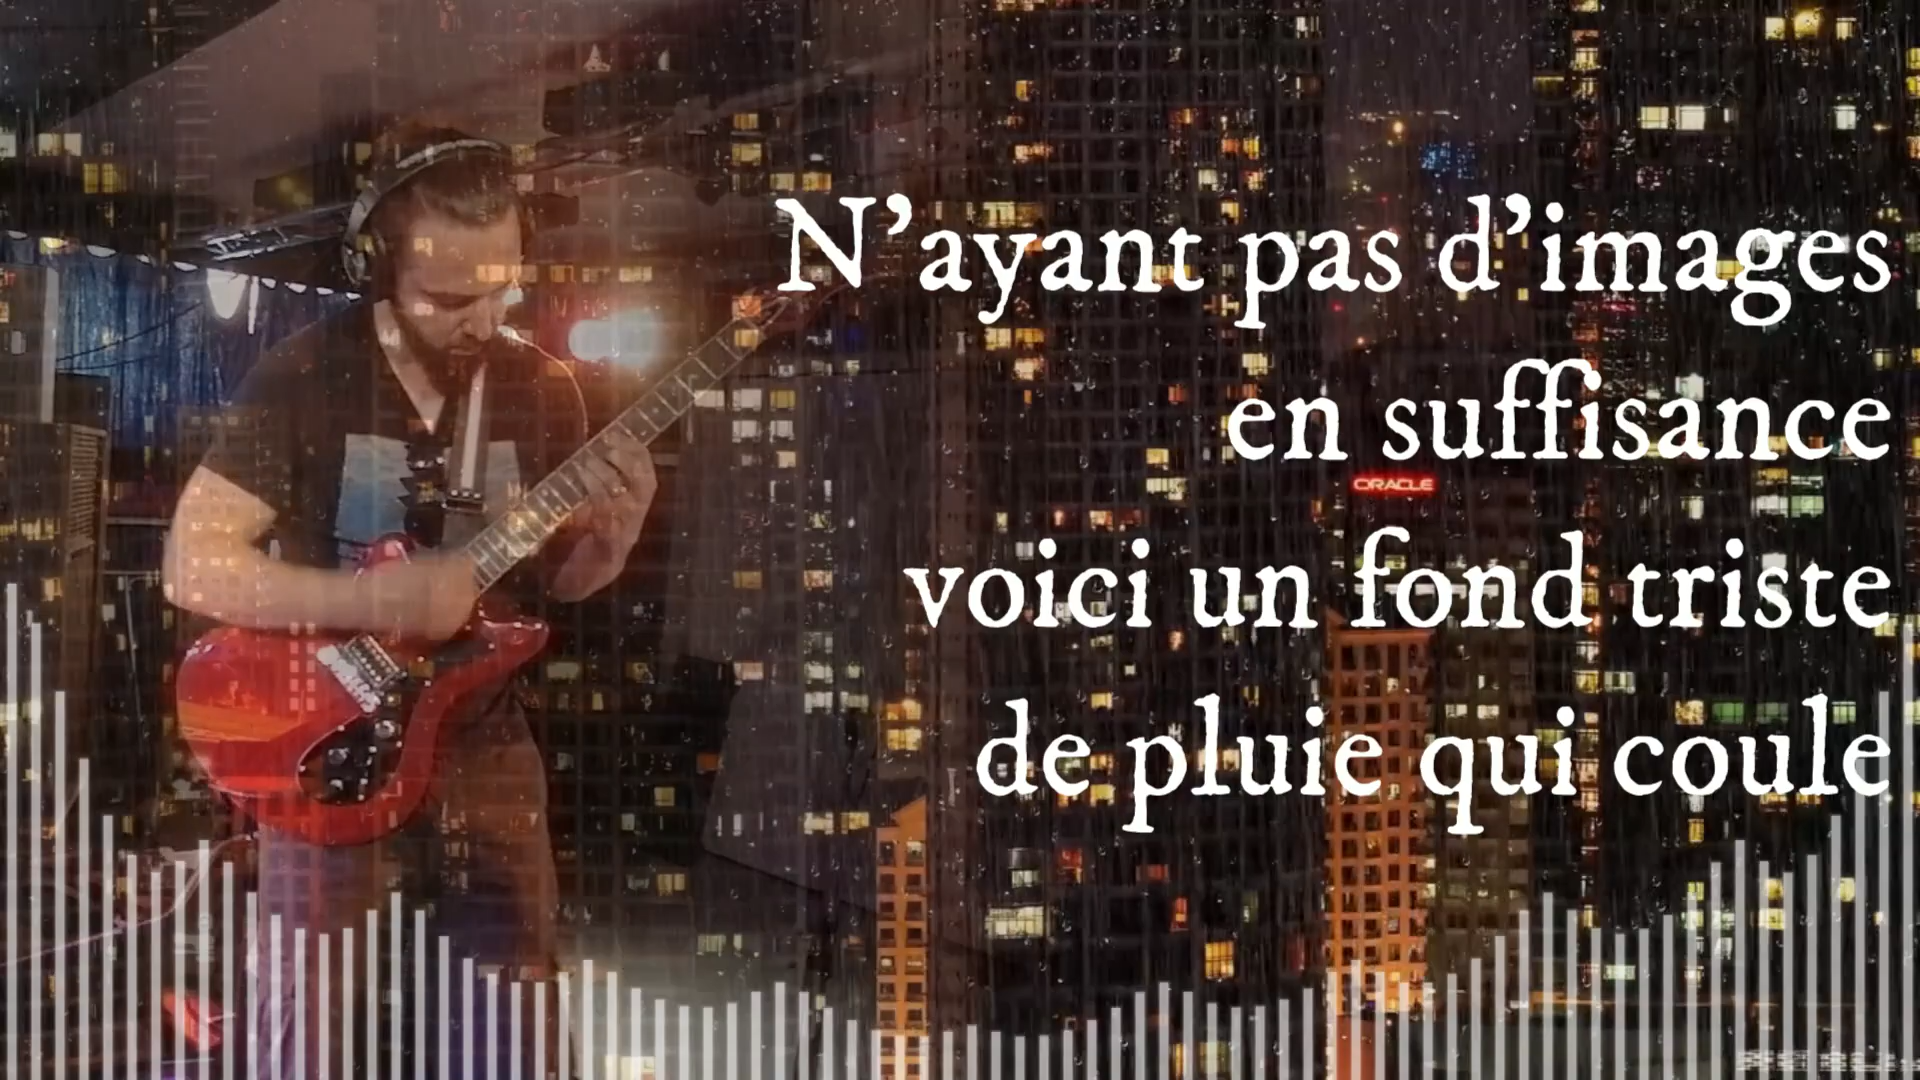 N'ayant pas d'images
en suffisance
ORACLE
voici un fond triste
de pluie qui coule